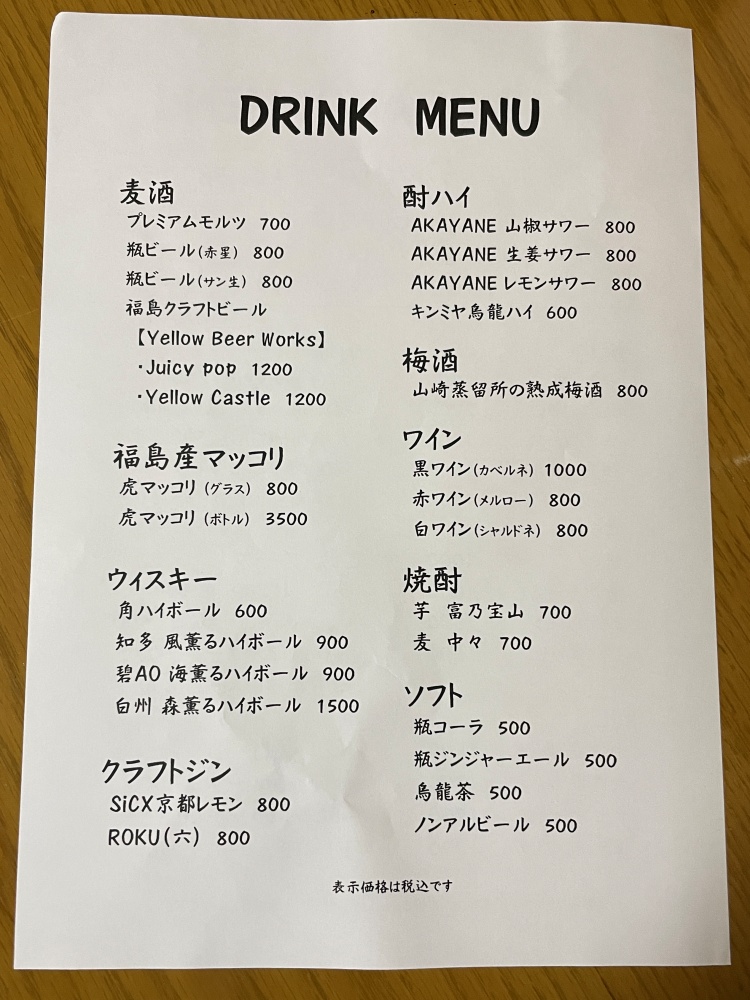 DRINK MENU
麦酒
プレミアムモルツ 700
瓶ビール(赤星) 800
瓶ビール(サン生) 800
福島クラフトビール
【Yellow Beer Works】
・Juicy pop 1200
・Yellow Castle 1200
福島産マッコリ
虎マッコリ (グラス) 800
虎マッコリ (ボトル) 3500
ウィスキー
角ハイボール 600
知多 風薫るハイボール 900
碧AO 海薫るハイボール 900
白州 森薫るハイボール 1500
クラフトジン
SiCX京都レモン 800
ROKU(六) 800
酎ハイ
AKAYANE 山椒サワー 800
AKAYANE 生姜サワー 800
AKAYANE レモンサワー 800
キンミヤ烏龍ハイ 600
梅酒
山崎蒸留所の熟成梅酒 800
ワイン
黒ワイン(カベルネ) 1000
赤ワイン(メルロー) 800
白ワイン(シャルドネ) 800
焼酎
芋 富乃宝山 700
麦 中々 700
ソフト
瓶コーラ 500
瓶ジンジャーエール 500
烏龍茶 500
ノンアルビール 500
表示価格は税込です